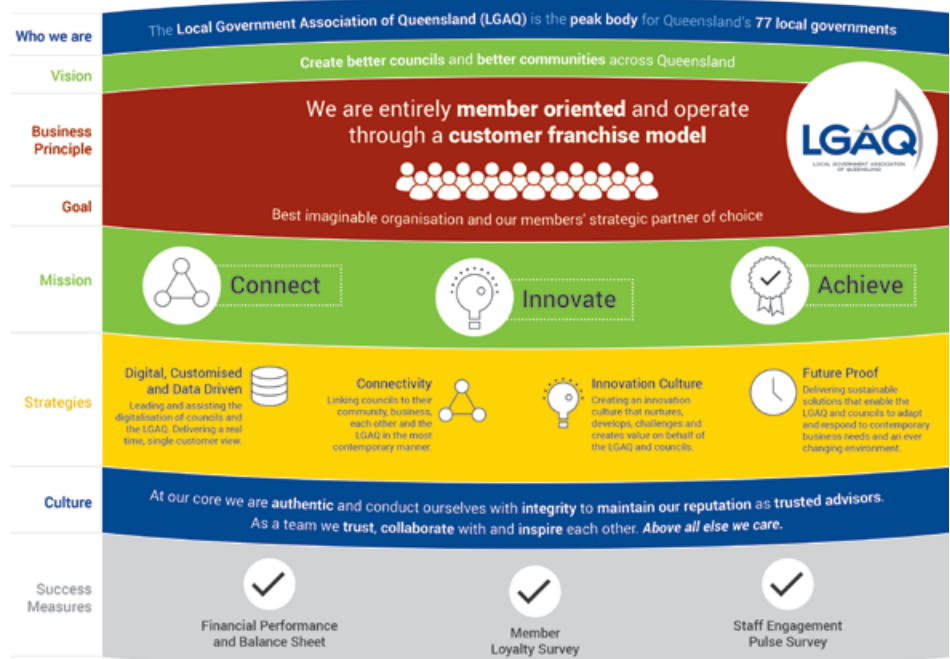 Who we are
The Local Government Association of Queensland (LGAQ) is the peak body for Queensland's 77 local governments
Vision
Create better councils and better communities across Queensland
Business
Principle
We are entirely member oriented and operate
through a customer franchise model
LGAQ
LOCAL GOVERNMENT ASSOCIATION
OF QUEENSLAND
Goal
Best imaginable organisation and our members' strategic partner of choice
Mission
Connect
Innovate
Achieve
Strategies
Digital, Customised
and Data Driven
Leading and assisting the
digitalisation of councils and
the LGAQ. Delivering a real
time, single customer view.
Connectivity
Linking councils to their
community, business,
each other and the
LGAQ in the most
contemporary manner.
Innovation Culture
Creating an innovation
culture that nurtures,
develops, challenges and
creates value on behalf of
the LGAQ and councils.
Future Proof
Delivering sustainable
solutions that enable the
LGAQ and councils to adapt
and respond to contemporary
business needs and an ever
changing environment.
Culture
At our core we are authentic and conduct ourselves with integrity to maintain our reputation as trusted advisors.
As a team we trust, collaborate with and inspire each other. Above all else we care.
Success
Measures
Financial Performance
and Balance Sheet
Member
Loyalty Survey
Staff Engagement
Pulse Survey